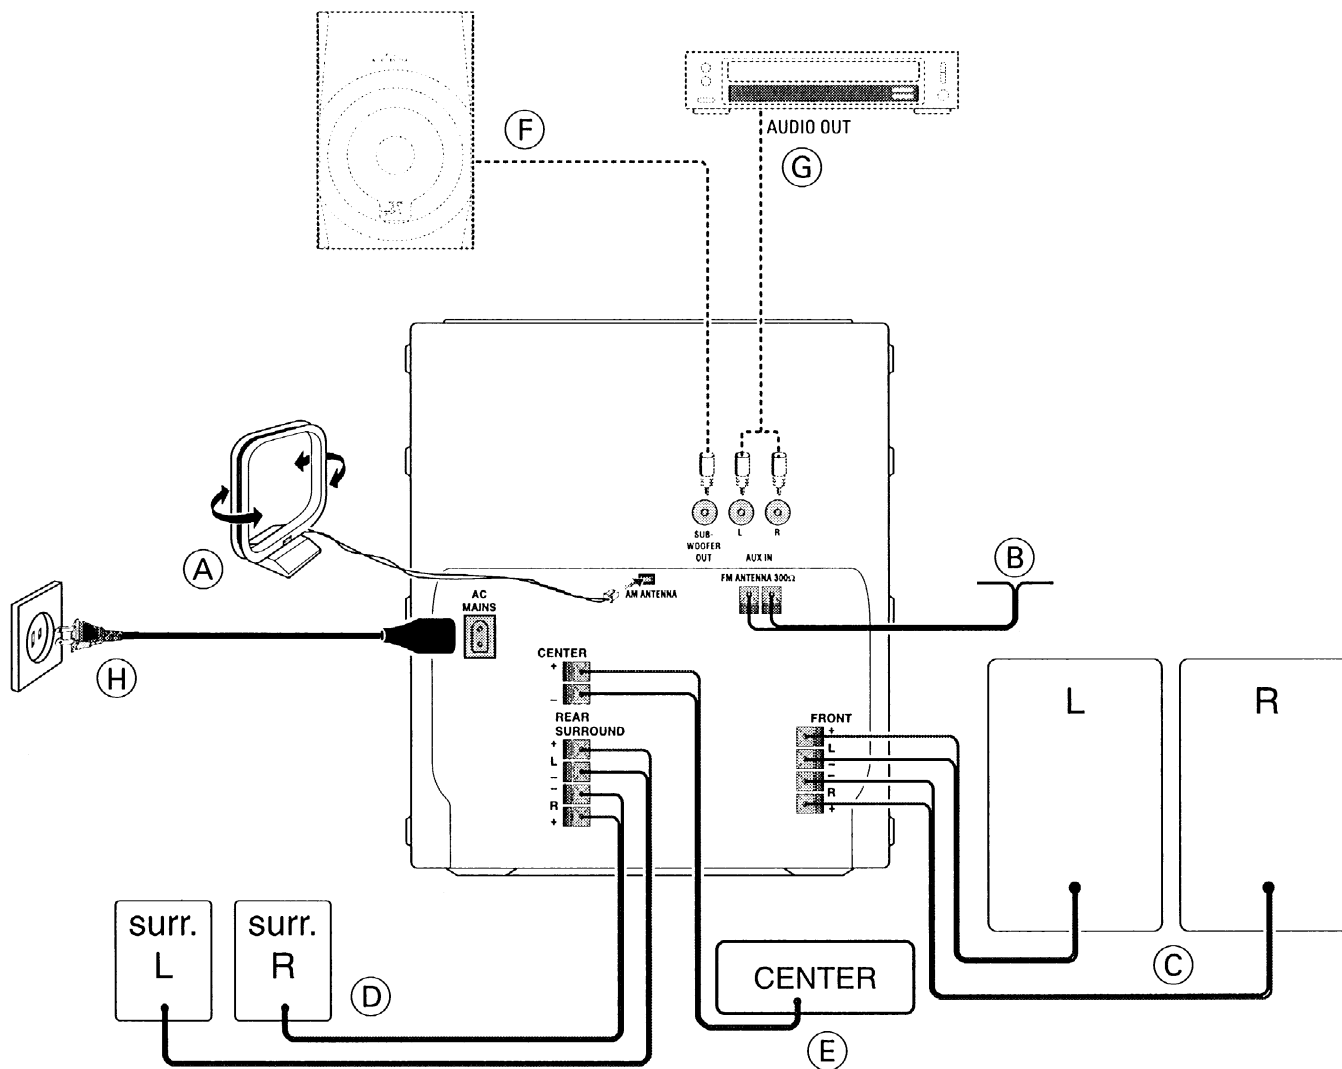 F
AUDIO OUT
G
SUB-
WOOFER
OUT
L
R
AUX IN
A
B
AM ANTENNA
FM ANTENNA 300Ω
AC
MAINS
H
CENTER
+
–
REAR
SURROUND
+
L
–
–
R
+
FRONT
+
L
–
–
R
+
L
R
C
surr.
L
surr.
R
D
CENTER
E